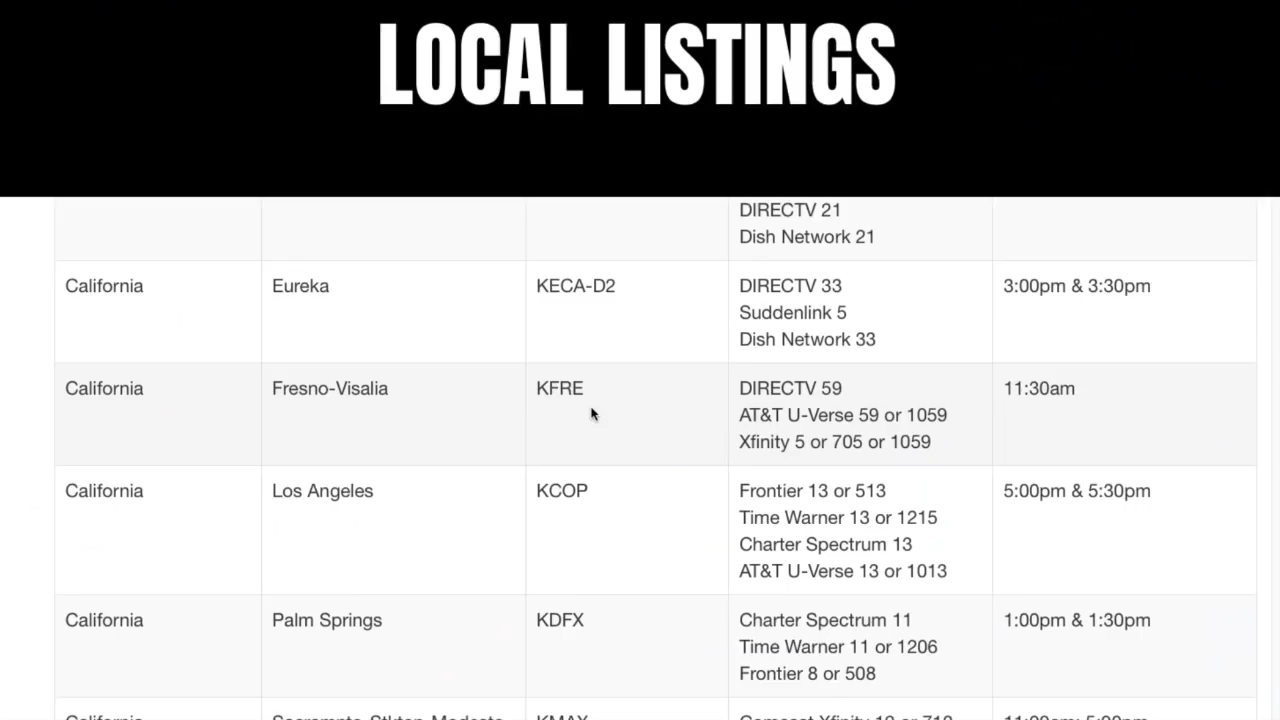 LOCAL LISTINGS
DIRECTV 21
Dish Network 21
California Eureka KECA-D2 DIRECTV 33 3:00pm & 3:30pm
Suddenlink 5
Dish Network 33
California Fresno-Visalia KFRE DIRECTV 59 11:30am
AT&T U-Verse 59 or 1059
Xfinity 5 or 705 or 1059
California Los Angeles KCOP Frontier 13 or 513 5:00pm & 5:30pm
Time Warner 13 or 1215
Charter Spectrum 13
AT&T U-Verse 13 or 1013
California Palm Springs KDFX Charter Spectrum 11 1:00pm & 1:30pm
Time Warner 11 or 1206
Frontier 8 or 508
California KMAX Comcast Xfinity